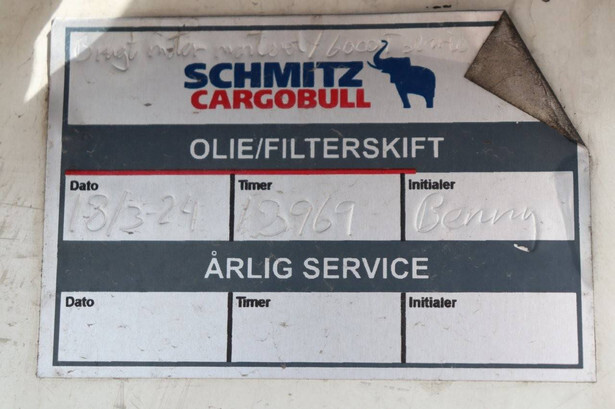 SCHMITZ
CARGOBULL
OLIE/FILTERSKIFT
Dato Timer Initialer
18/3-24 13969 Benny
ÅRLIG SERVICE
Dato Timer Initialer